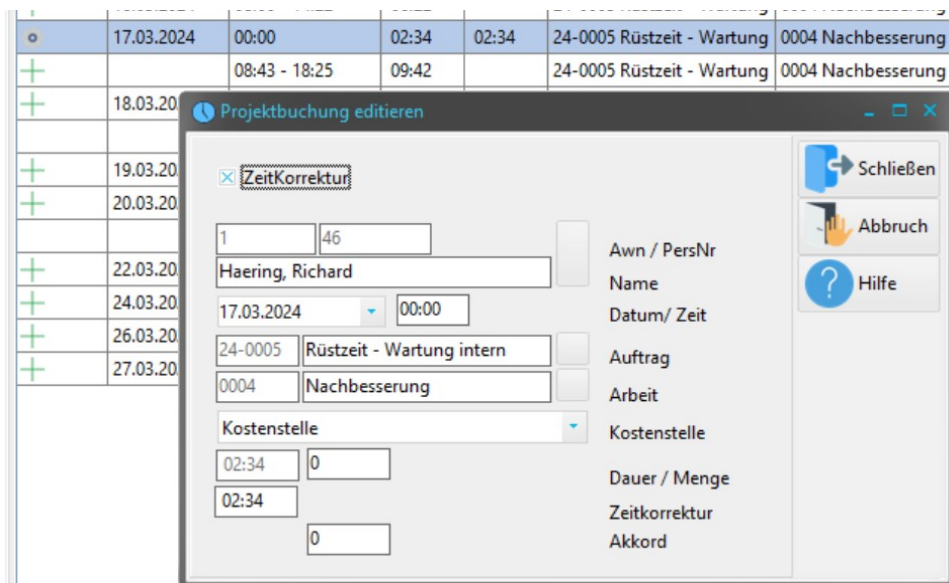 17.03.2024 00:00 02:34 02:34 24-0005 Rüstzeit - Wartung 0004 Nachbesserung
08:43 - 18:25 09:42 24-0005 Rüstzeit - Wartung 0004 Nachbesserung
18.03.20
19.03.20
20.03.20
22.03.20
24.03.20
26.03.20
27.03.20
Projektbuchung editieren
ZeitKorrektur
1 46 Awn / PersNr
Haering, Richard Name
17.03.2024 00:00 Datum/ Zeit
24-0005 Rüstzeit - Wartung intern Auftrag
0004 Nachbesserung Arbeit
Kostenstelle Kostenstelle
02:34 0 Dauer / Menge
02:34 Zeitkorrektur
0 Akkord
Schließen
Abbruch
? Hilfe